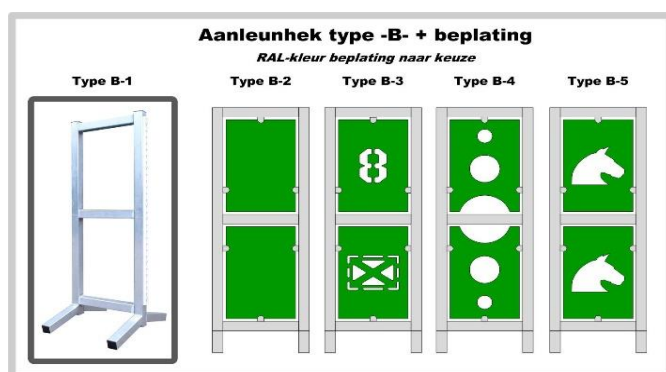 Aanleunhek type -B- + beplating
RAL-kleur beplating naar keuze
Type B-1 Type B-2 Type B-3 Type B-4 Type B-5
8